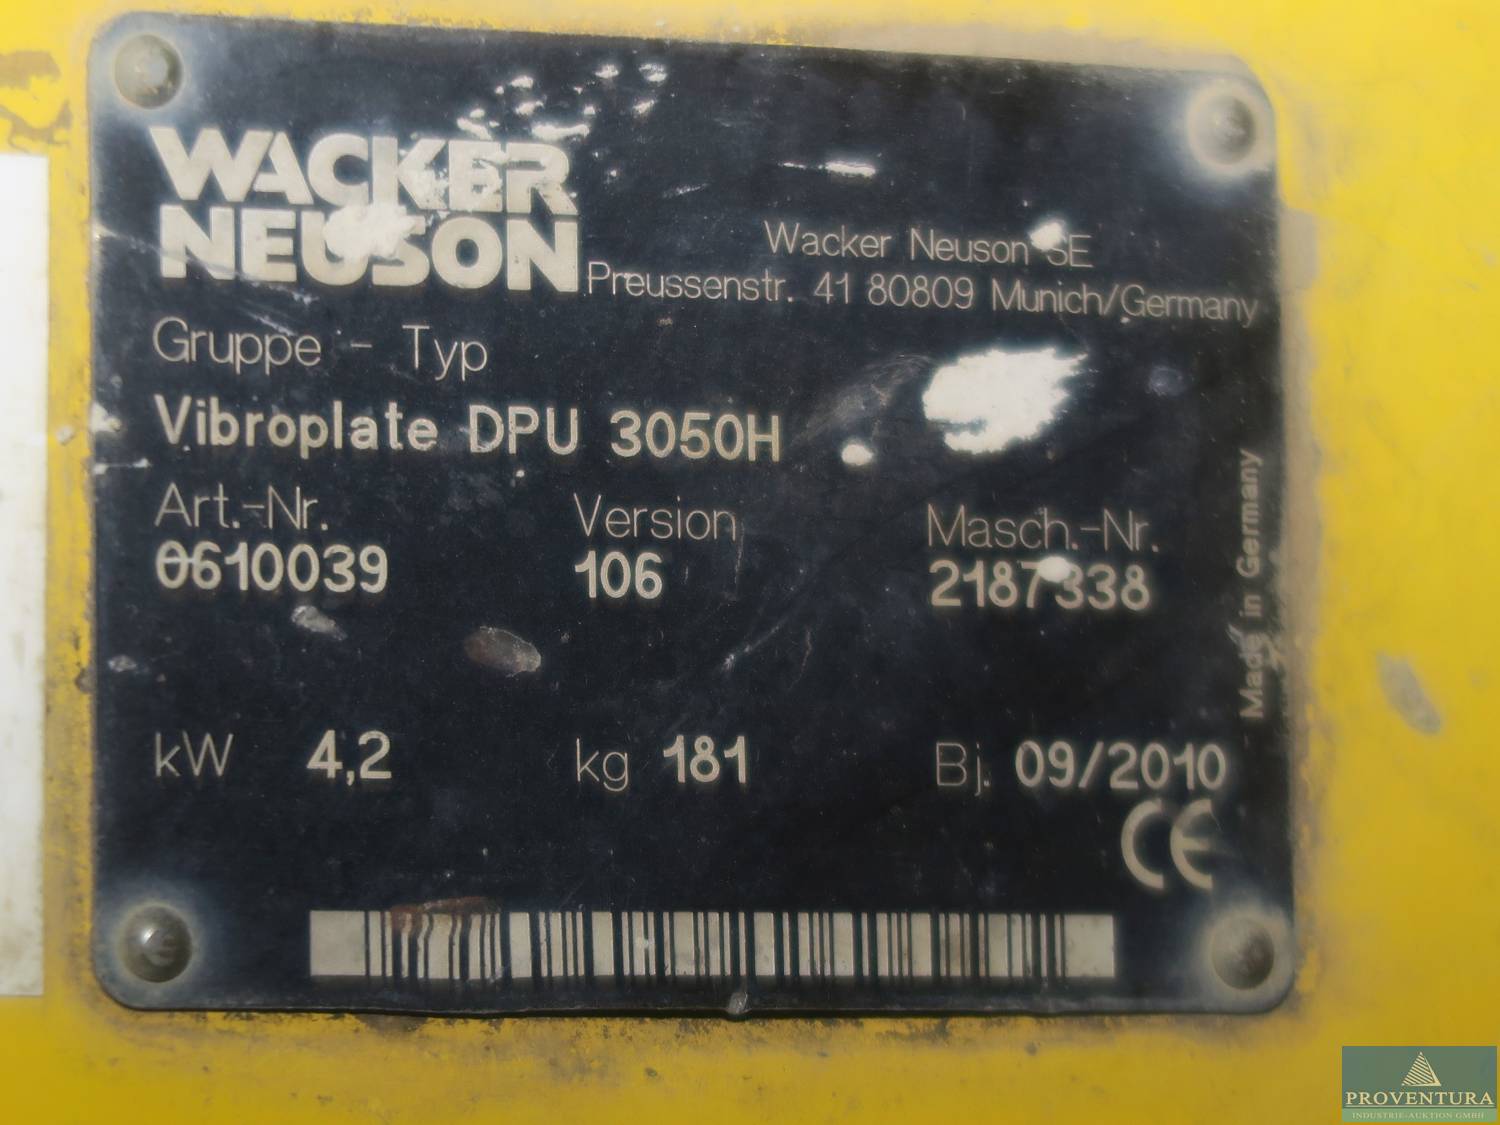 WACKER
NEUSON
Wacker Neuson SE
Preussenstr. 41 80809 Munich/Germany
Gruppe - Typ
Vibroplate DPU 3050H
Art.-Nr. Version Masch.-Nr.
0610039 106 2187338
kW 4,2 kg 181 Bj. 09/2010
CE
Made in Germany
PROVENTURA
INDUSTRIE-AUKTION GMBH